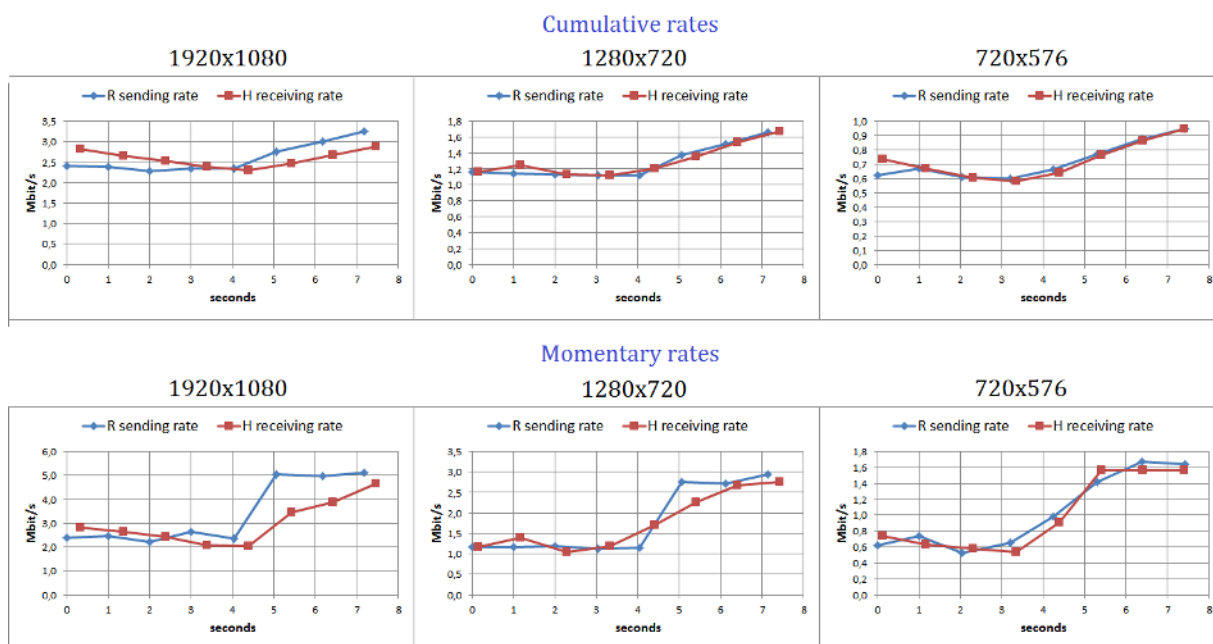 Cumulative rates
1920x1080 1280x720 720x576
R sending rate H receiving rate R sending rate H receiving rate R sending rate H receiving rate
3,5 1,8 1,0
3,0 1,6 0,9
2,5 1,4 0,8
2,0 1,2 0,7
1,5 1,0 0,6
1,0 0,8 0,5
0,5 0,6 0,4
0,0 0,4 0,3
0,2 0,2
0,0 0,1
0,0
Mbit/s Mbit/s Mbit/s
0 1 2 3 4 5 6 7 8 0 1 2 3 4 5 6 7 8 0 1 2 3 4 5 6 7 8
seconds seconds seconds
Momentary rates
1920x1080 1280x720 720x576
R sending rate H receiving rate R sending rate H receiving rate R sending rate H receiving rate
6,0 3,5 1,8
5,0 3,0 1,6
4,0 2,5 1,4
3,0 2,0 1,2
2,0 1,5 1,0
1,0 1,0 0,8
0,0 0,5 0,6
0,0 0,4
0,2
0,0
Mbit/s Mbit/s Mbit/s
0 1 2 3 4 5 6 7 8 0 1 2 3 4 5 6 7 8 0 1 2 3 4 5 6 7 8
seconds seconds seconds